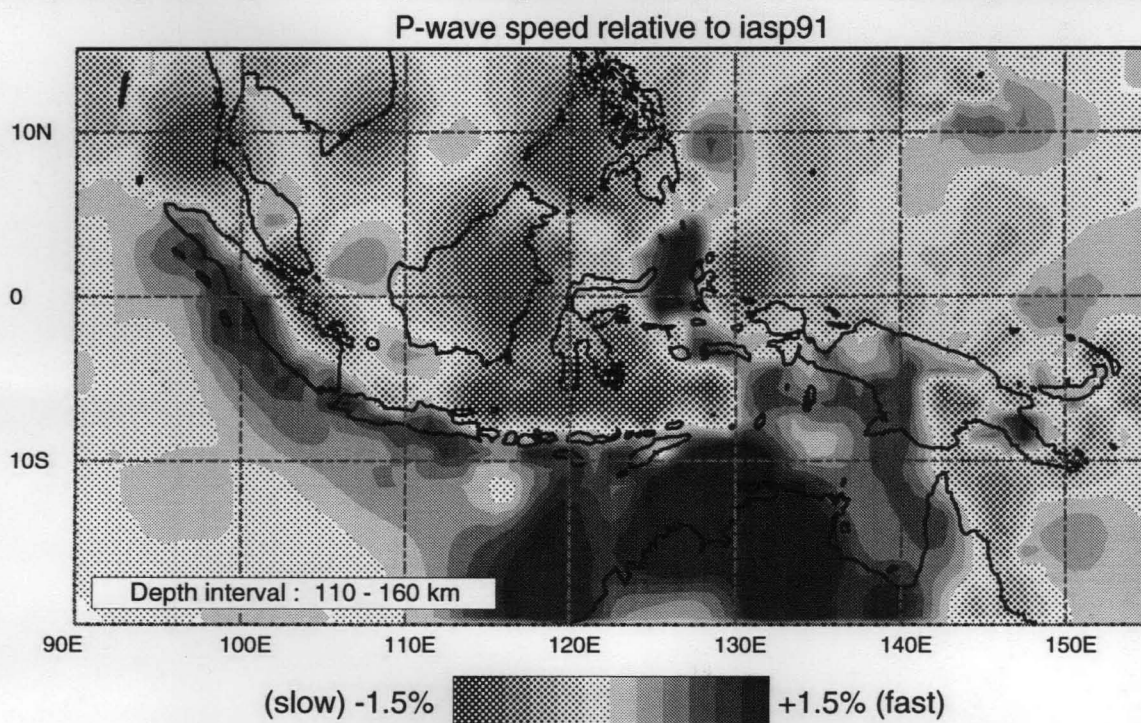 P-wave speed relative to iasp91
10N
0
10S
Depth interval : 110 - 160 km
90E 100E 110E 120E 130E 140E 150E
(slow) -1.5% +1.5% (fast)